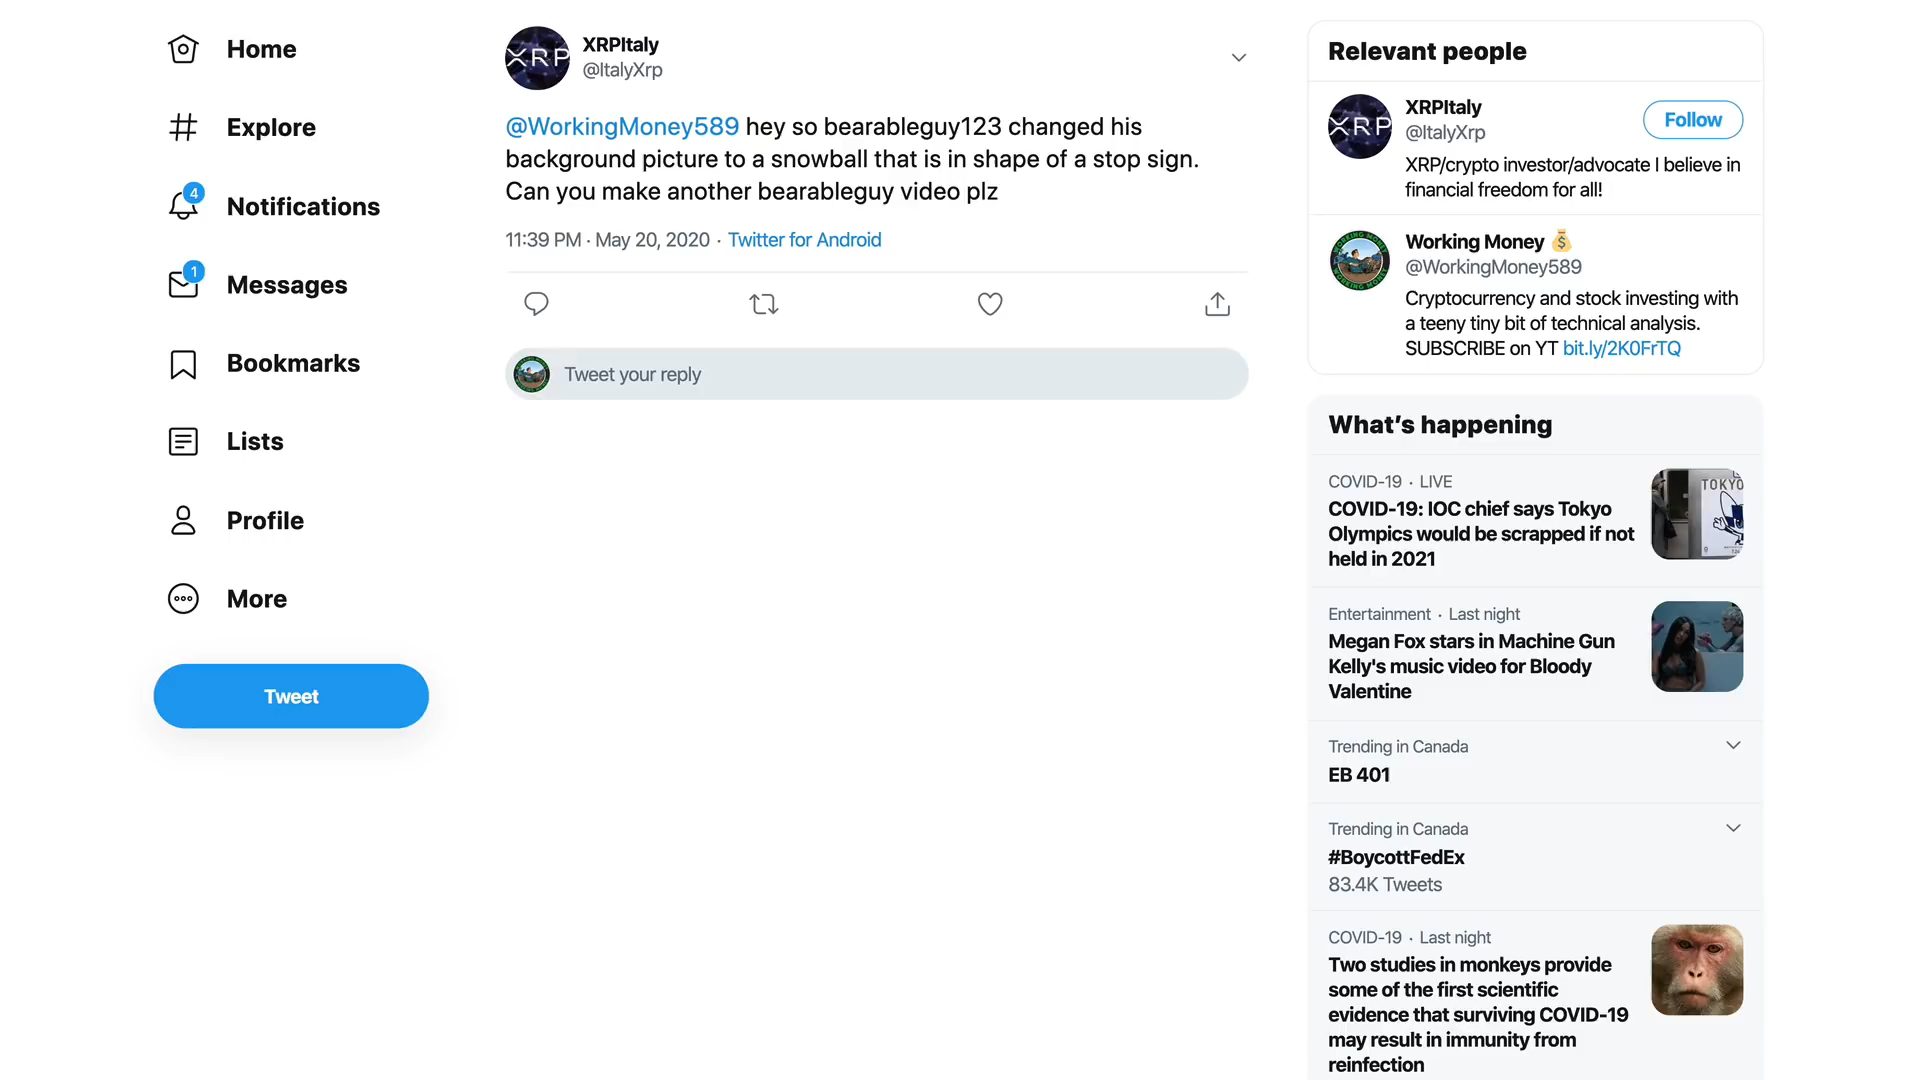 Home
Explore
4
Notifications
1
Messages
Bookmarks
Lists
Profile
More
Tweet
XRP
XRPItaly
@ItalyXrp
@WorkingMoney589 hey so bearableguy123 changed his
background picture to a snowball that is in shape of a stop sign.
Can you make another bearableguy video plz
11:39 PM · May 20, 2020 · Twitter for Android
Tweet your reply
Relevant people
XRP
XRPItaly
@ItalyXrp
Follow
XRP/crypto investor/advocate I believe in
financial freedom for all!
WORKING MONEY
WORKING MONEY
Working Money 💰
@WorkingMoney589
Cryptocurrency and stock investing with
a teeny tiny bit of technical analysis.
SUBSCRIBE on YT bit.ly/2K0FrTQ
What's happening
COVID-19 · LIVE
COVID-19: IOC chief says Tokyo
Olympics would be scrapped if not
held in 2021
TOKYO
Entertainment · Last night
Megan Fox stars in Machine Gun
Kelly's music video for Bloody
Valentine
Trending in Canada
EB 401
Trending in Canada
#BoycottFedEx
83.4K Tweets
COVID-19 · Last night
Two studies in monkeys provide
some of the first scientific
evidence that surviving COVID-19
may result in immunity from
reinfection